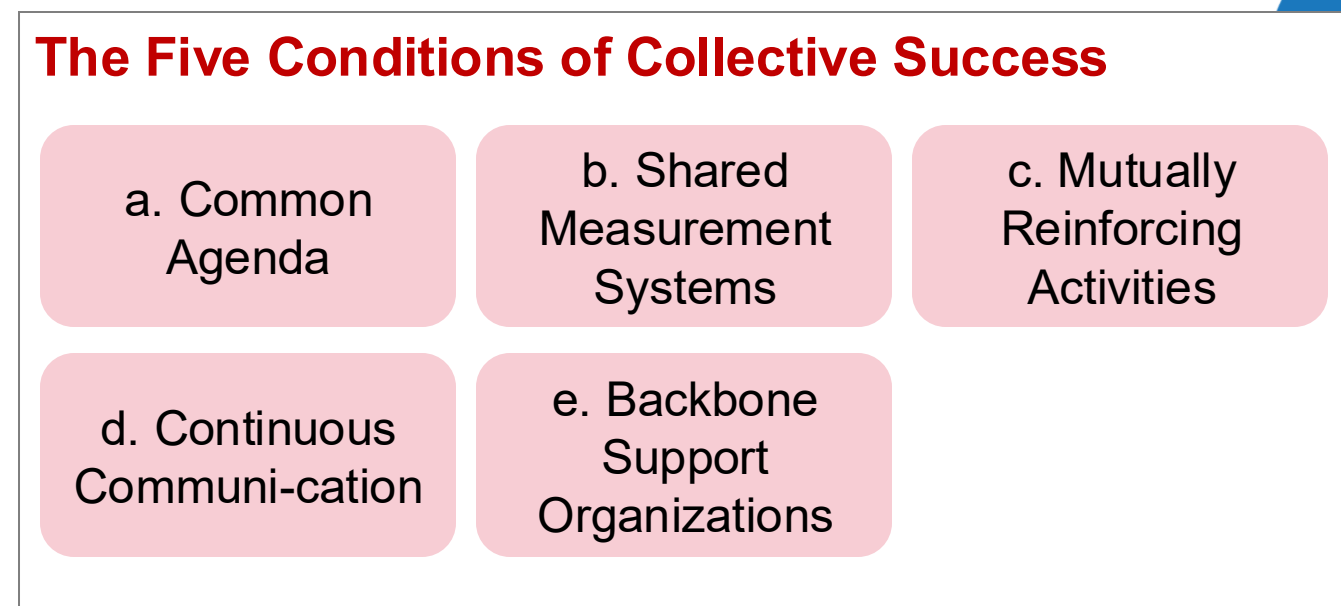 The Five Conditions of Collective Success
a. Common
Agenda
b. Shared
Measurement
Systems
c. Mutually
Reinforcing
Activities
d. Continuous
Communi-cation
e. Backbone
Support
Organizations